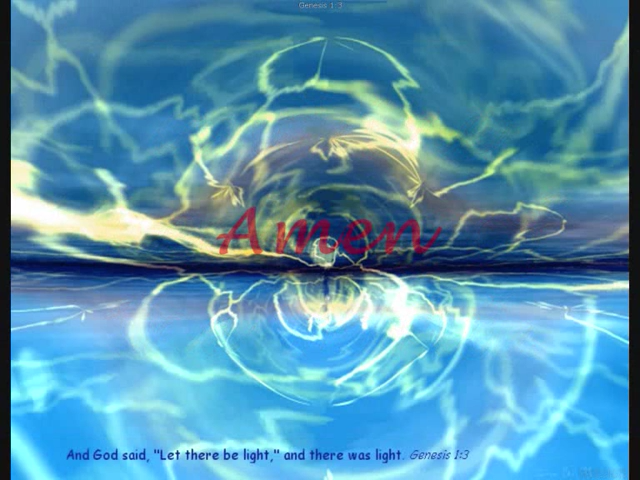 Genesis 1:3
Amen
And God said, "Let there be light," and there was light. Genesis 1:3